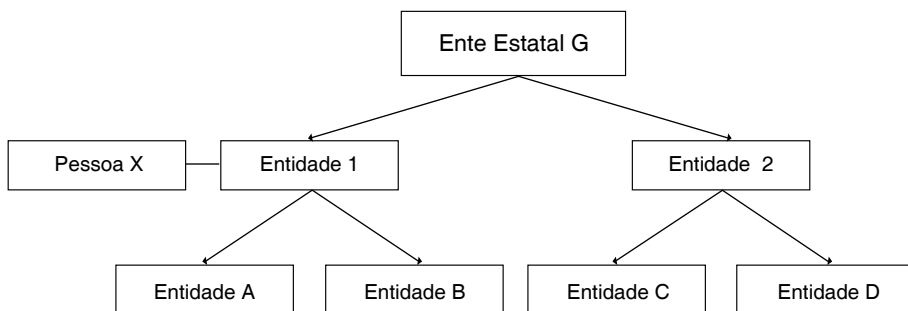 Ente Estatal G
Pessoa X
Entidade 1
Entidade 2
Entidade A
Entidade B
Entidade C
Entidade D